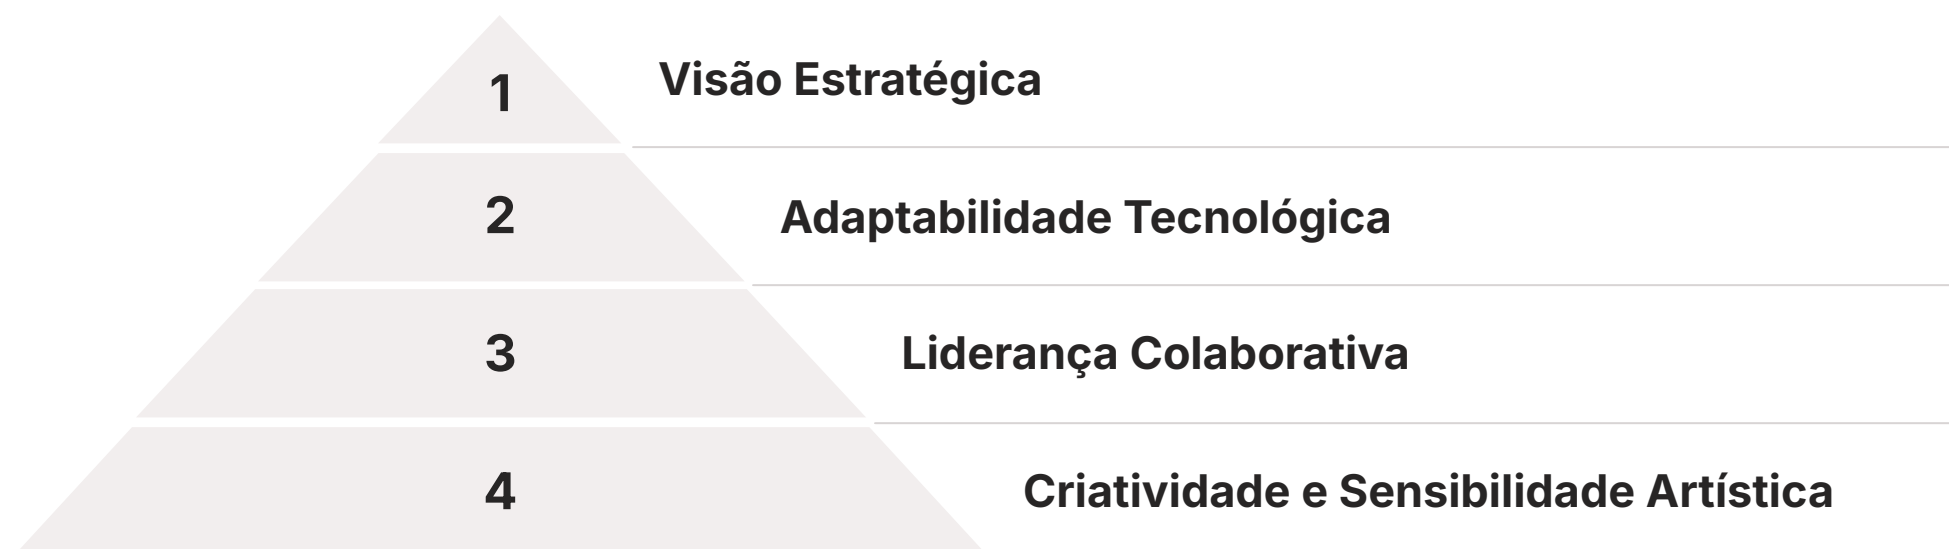 1
Visão Estratégica
2
Adaptabilidade Tecnológica
3
Liderança Colaborativa
4
Criatividade e Sensibilidade Artística